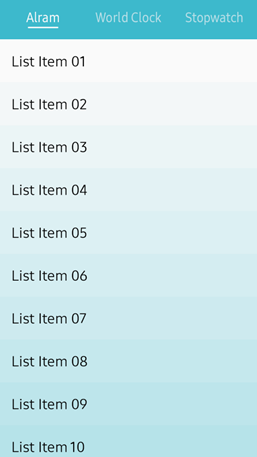 Alram World Clock Stopwatch
List Item 01
List Item 02
List Item 03
List Item 04
List Item 05
List Item 06
List Item 07
List Item 08
List Item 09
List Item 10